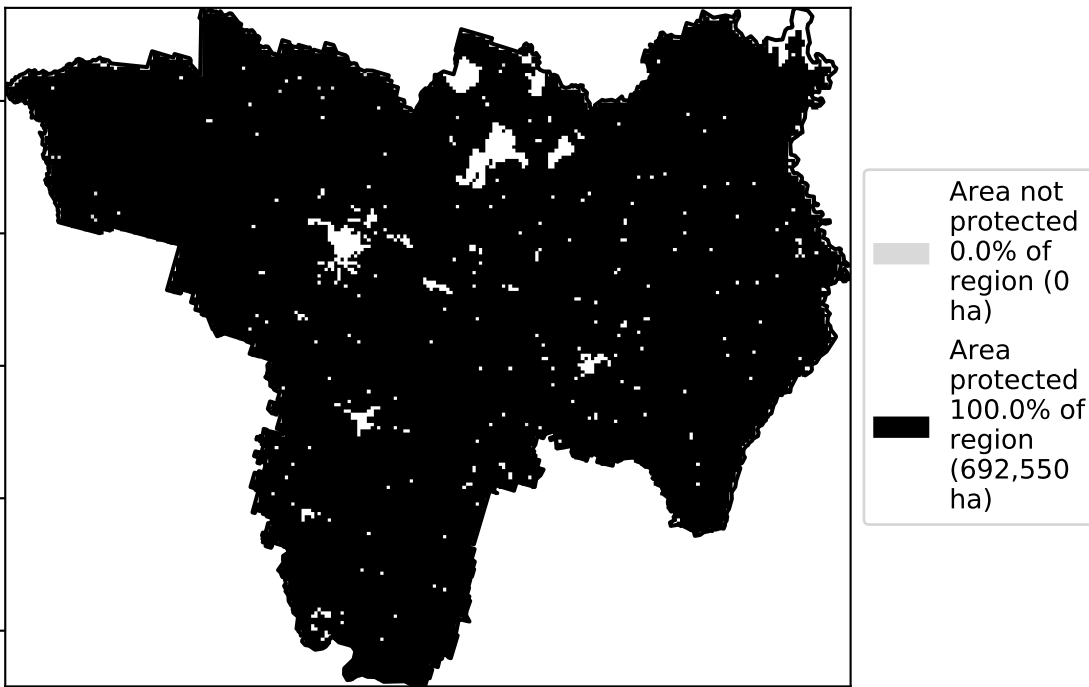 Area not
protected
0.0% of
region (0
ha)
Area
protected
100.0% of
region
(692,550
ha)